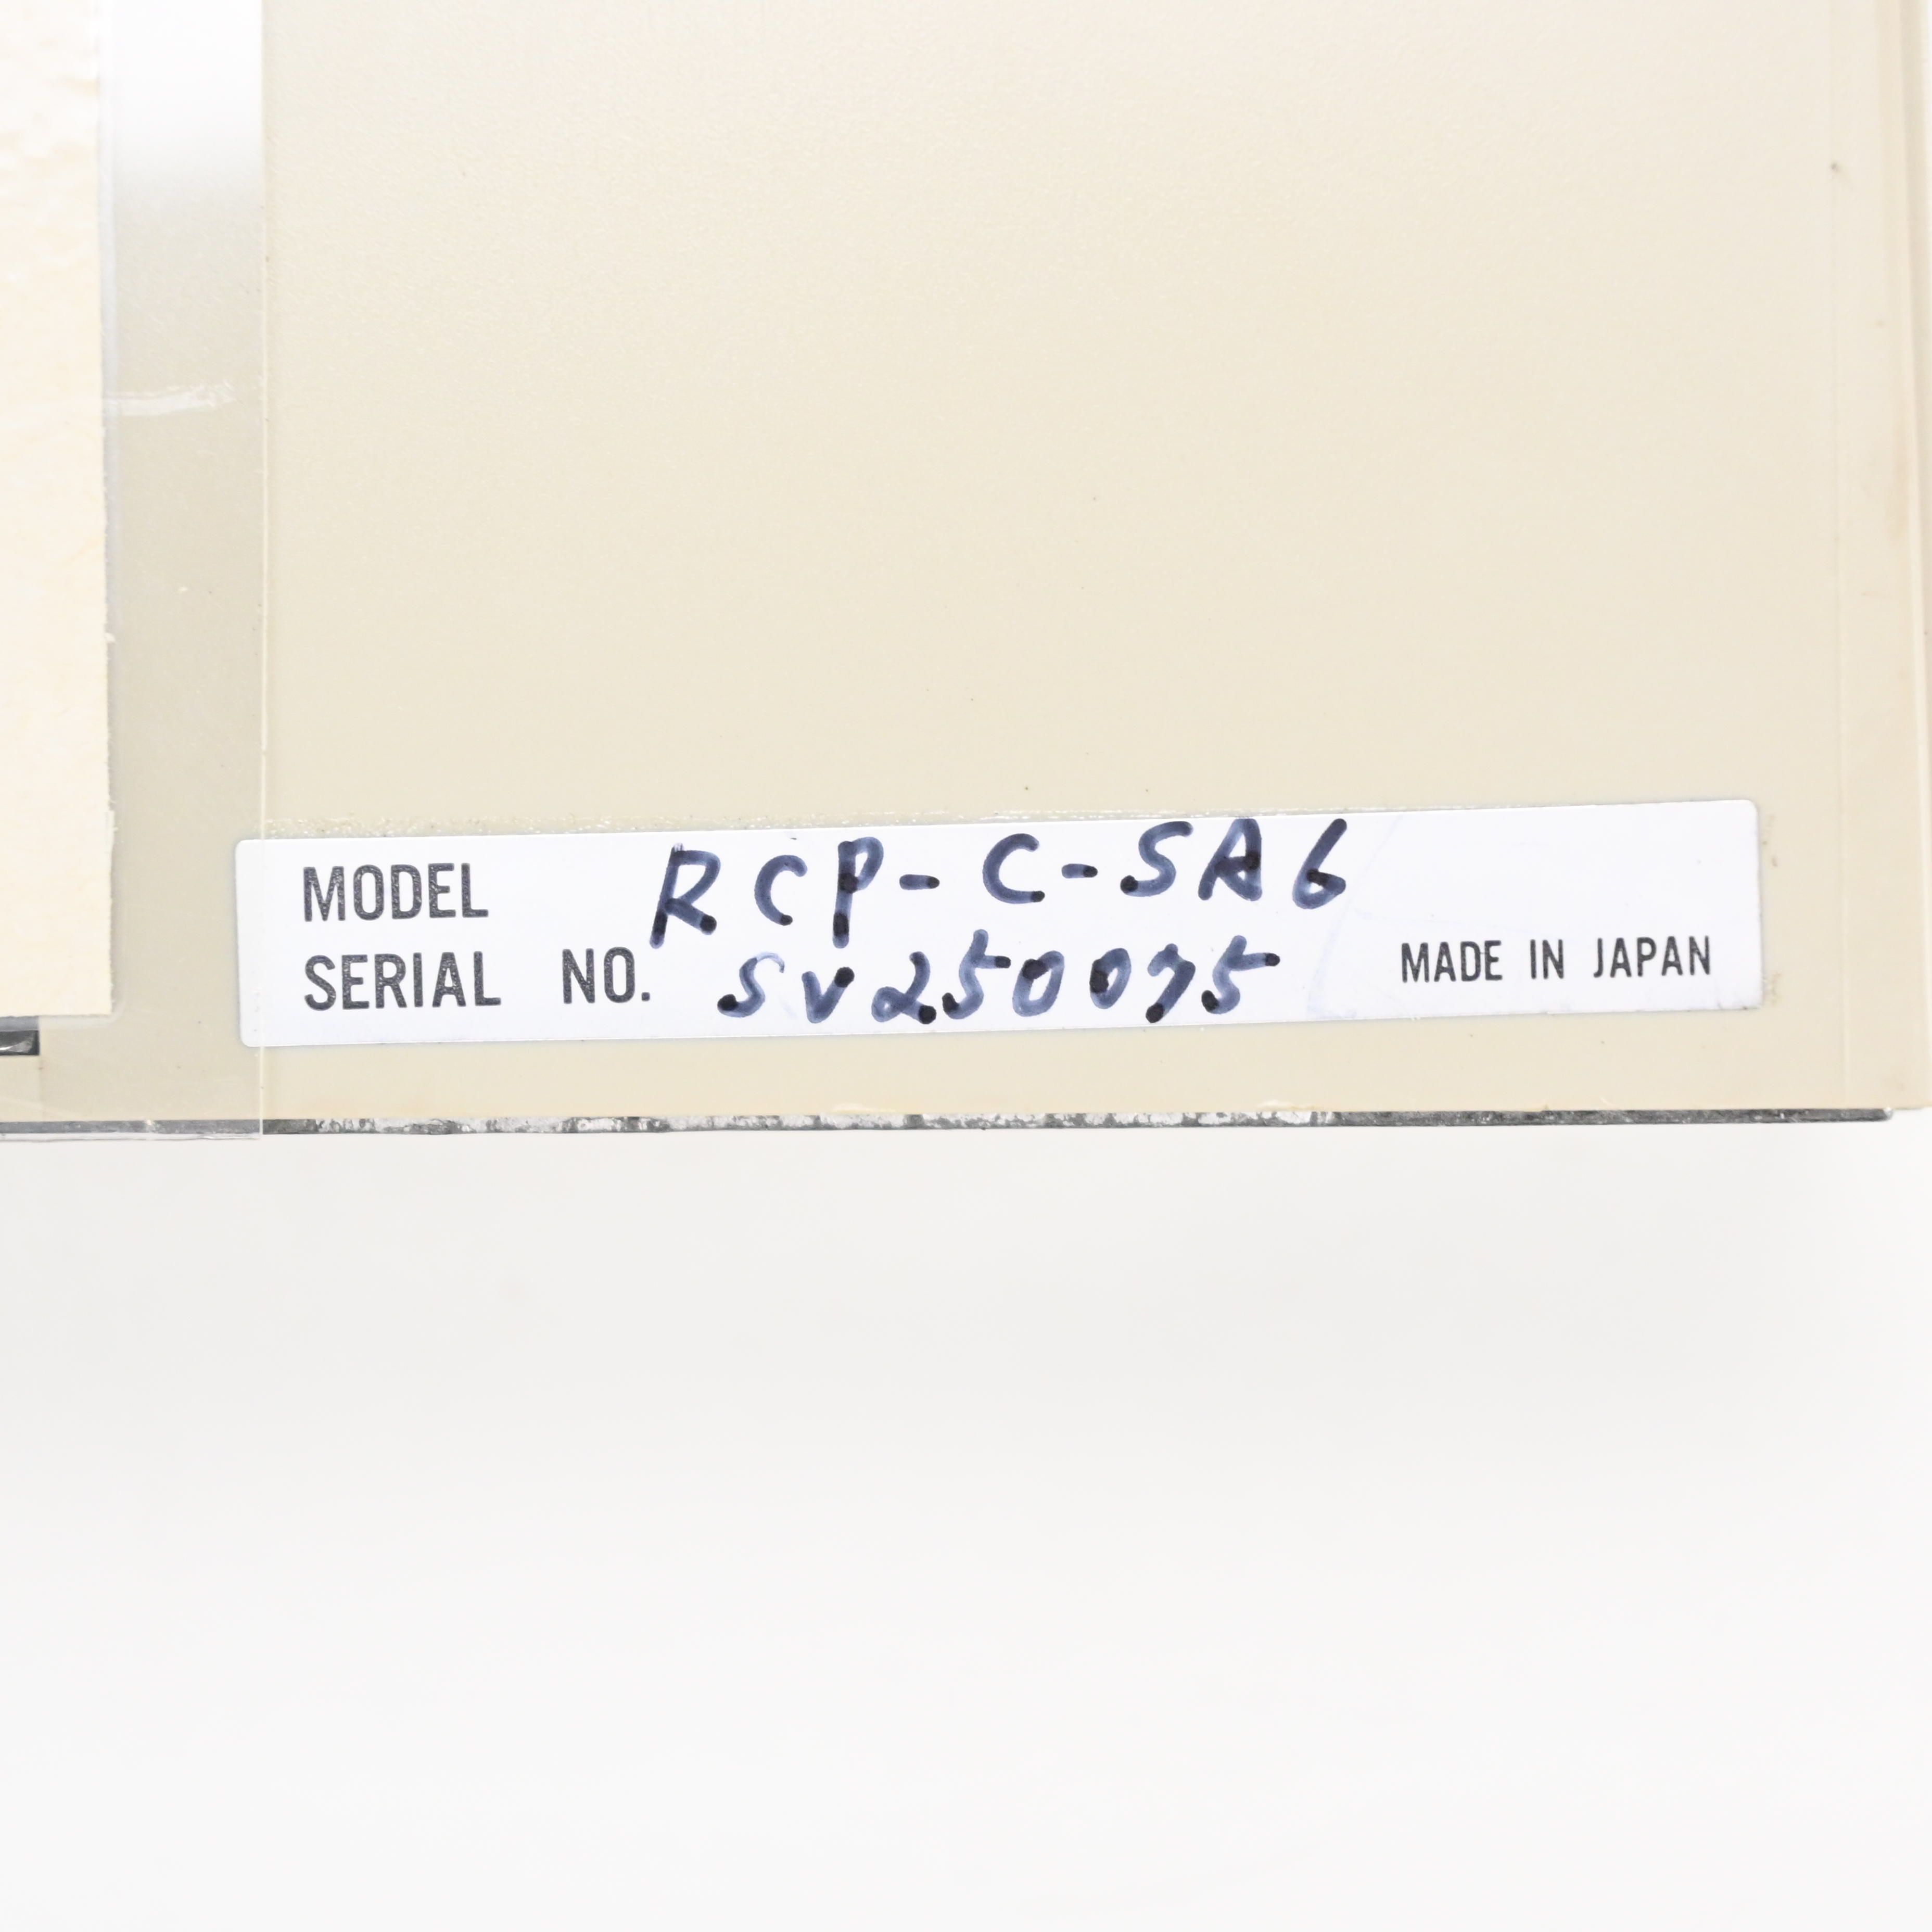 MODEL RCP-C-SA6
SERIAL NO. SV250075 MADE IN JAPAN